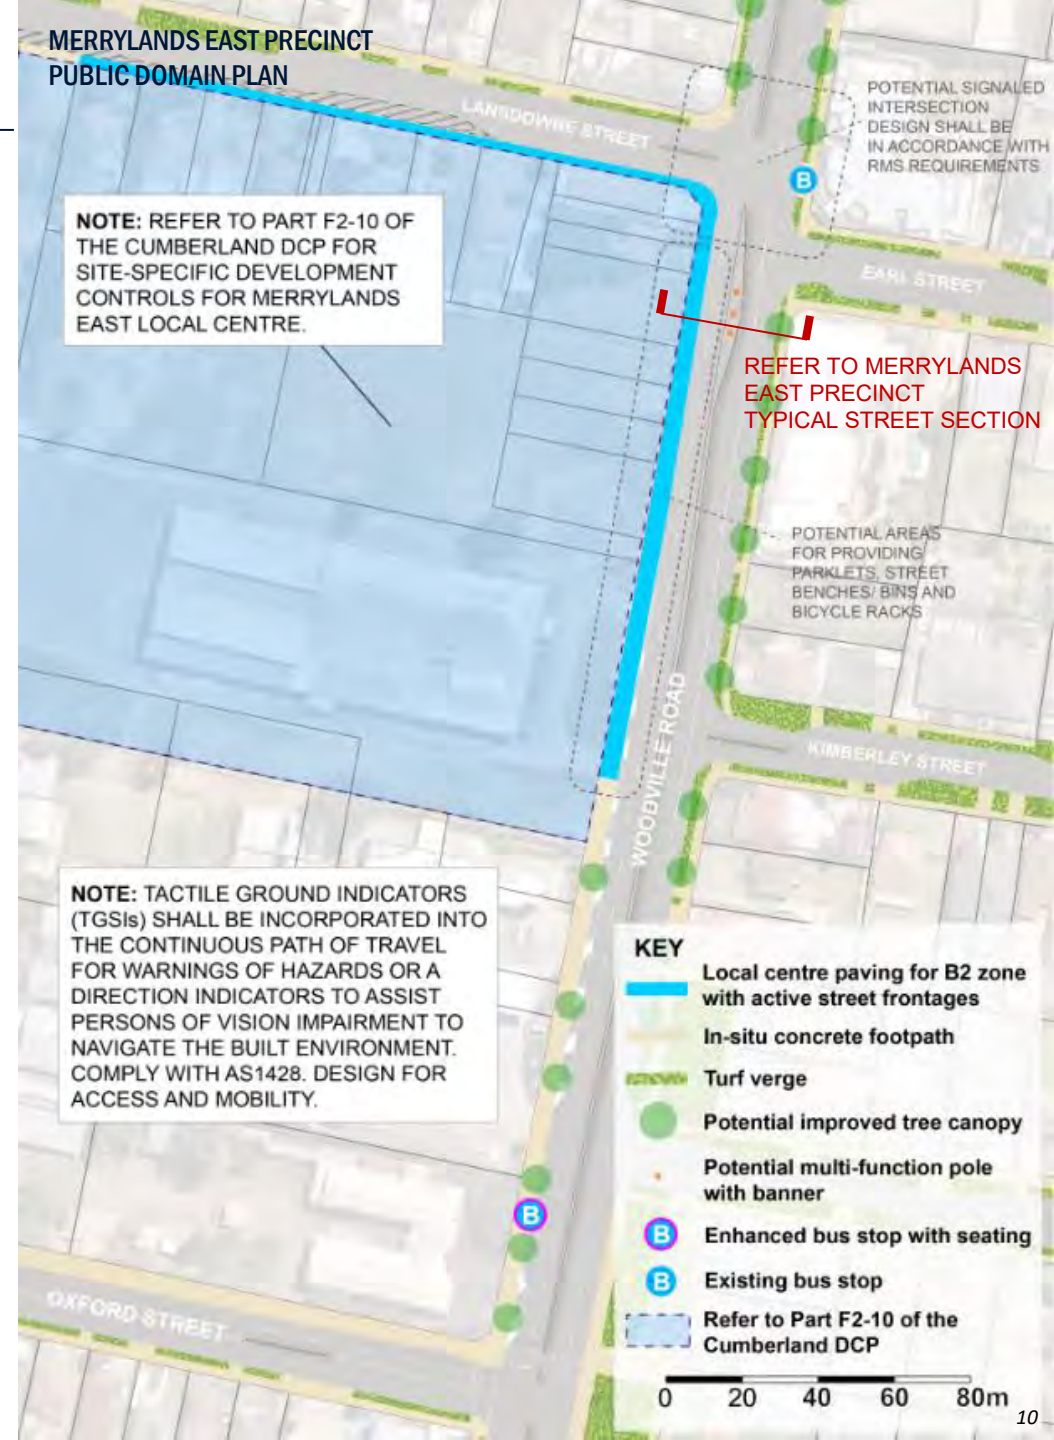 MERRYLANDS EAST PRECINCT
PUBLIC DOMAIN PLAN
LANSDOWNE STREET
POTENTIAL SIGNALED
INTERSECTION
DESIGN SHALL BE
IN ACCORDANCE WITH
RMS REQUIREMENTS
B
NOTE: REFER TO PART F2-10 OF
THE CUMBERLAND DCP FOR
SITE-SPECIFIC DEVELOPMENT
CONTROLS FOR MERRYLANDS
EAST LOCAL CENTRE.
EARL STREET
REFER TO MERRYLANDS
EAST PRECINCT
TYPICAL STREET SECTION
POTENTIAL AREAS
FOR PROVIDING
PARKLETS, STREET
BENCHES/ BINS AND
BICYCLE RACKS
WOODVILLE ROAD
KIMBERLEY STREET
NOTE: TACTILE GROUND INDICATORS
(TGSIs) SHALL BE INCORPORATED INTO
THE CONTINUOUS PATH OF TRAVEL
FOR WARNINGS OF HAZARDS OR A
DIRECTION INDICATORS TO ASSIST
PERSONS OF VISION IMPAIRMENT TO
NAVIGATE THE BUILT ENVIRONMENT.
COMPLY WITH AS1428. DESIGN FOR
ACCESS AND MOBILITY.
B
OXFORD STREET
KEY
Local centre paving for B2 zone
with active street frontages
In-situ concrete footpath
Turf verge
Potential improved tree canopy
Potential multi-function pole
with banner
B Enhanced bus stop with seating
B Existing bus stop
Refer to Part F2-10 of the
Cumberland DCP
0 20 40 60 80m
10